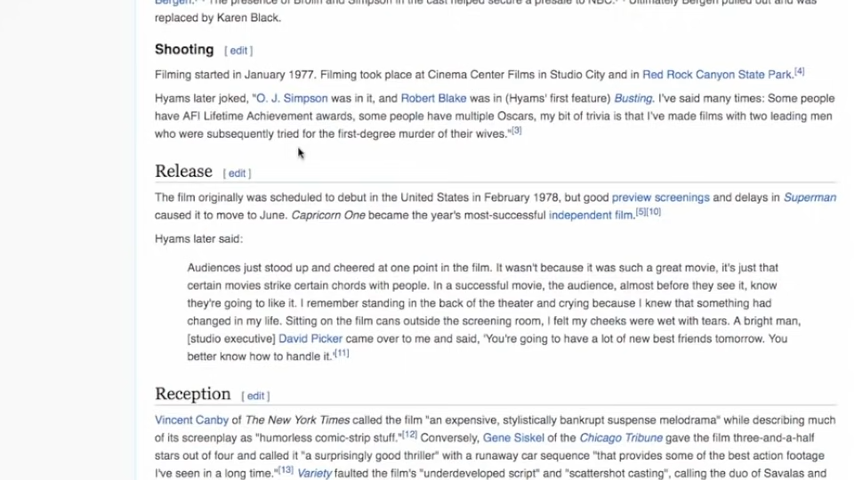 Bergen. The presence of Brolin and Simpson in the cast helped secure a presale to NBC. Ultimately Bergen pulled out and was
replaced by Karen Black.
Shooting [ edit ]
Filming started in January 1977. Filming took place at Cinema Center Films in Studio City and in Red Rock Canyon State Park.[4]
Hyams later joked, "O. J. Simpson was in it, and Robert Blake was in (Hyams' first feature) Busting. I've said many times: Some people
have AFI Lifetime Achievement awards, some people have multiple Oscars, my bit of trivia is that I've made films with two leading men
who were subsequently tried for the first-degree murder of their wives."[3]
Release [ edit ]
The film originally was scheduled to debut in the United States in February 1978, but good preview screenings and delays in Superman
caused it to move to June. Capricorn One became the year's most-successful independent film.[5][10]
Hyams later said:
Audiences just stood up and cheered at one point in the film. It wasn't because it was such a great movie, it's just that
certain movies strike certain chords with people. In a successful movie, the audience, almost before they see it, know
they're going to like it. I remember standing in the back of the theater and crying because I knew that something had
changed in my life. Sitting on the film cans outside the screening room, I felt my cheeks were wet with tears. A bright man,
[studio executive] David Picker came over to me and said, 'You're going to have a lot of new best friends tomorrow. You
better know how to handle it.'[11]
Reception [ edit ]
Vincent Canby of The New York Times called the film "an expensive, stylistically bankrupt suspense melodrama" while describing much
of its screenplay as "humorless comic-strip stuff."[12] Conversely, Gene Siskel of the Chicago Tribune gave the film three-and-a-half
stars out of four and called it "a surprisingly good thriller" with a runaway car sequence "that provides some of the best action footage
I've seen in a long time."[13] Variety faulted the film's "underdeveloped script" and "scattershot casting", calling the duo of Savalas and